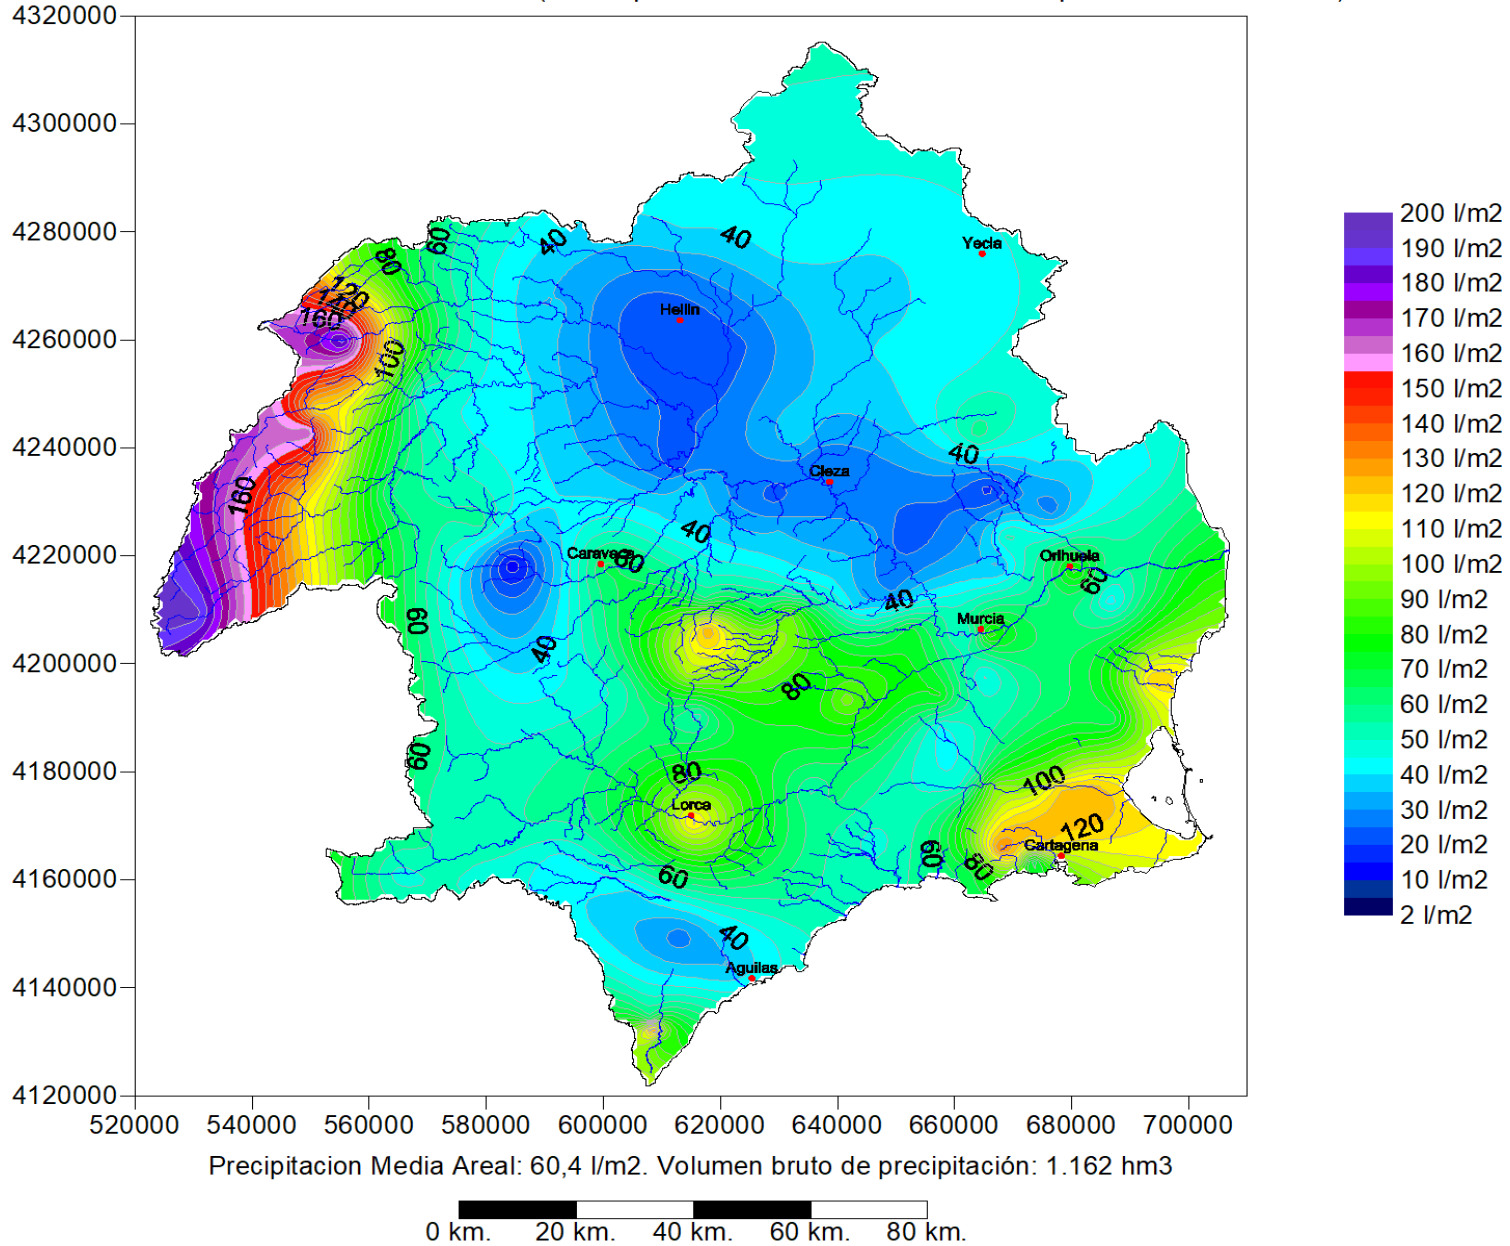 4320000
4300000
4280000
4260000
4240000
4220000
4200000
4180000
4160000
4140000
4120000
520000 540000 560000 580000 600000 620000 640000 660000 680000 700000
60
80
40
40
Yecla
120
160
Hellin
100
160
Cieza
40
40
Caravaca
60
Orihuela
60
40
60
Murcia
40
80
60
80
Lorca
100
120
Cartagena
60
80
60
40
Aguilas
200 l/m2
190 l/m2
180 l/m2
170 l/m2
160 l/m2
150 l/m2
140 l/m2
130 l/m2
120 l/m2
110 l/m2
100 l/m2
90 l/m2
80 l/m2
70 l/m2
60 l/m2
50 l/m2
40 l/m2
30 l/m2
20 l/m2
10 l/m2
2 l/m2
Precipitacion Media Areal: 60,4 l/m2. Volumen bruto de precipitación: 1.162 hm3
0 km. 20 km. 40 km. 60 km. 80 km.